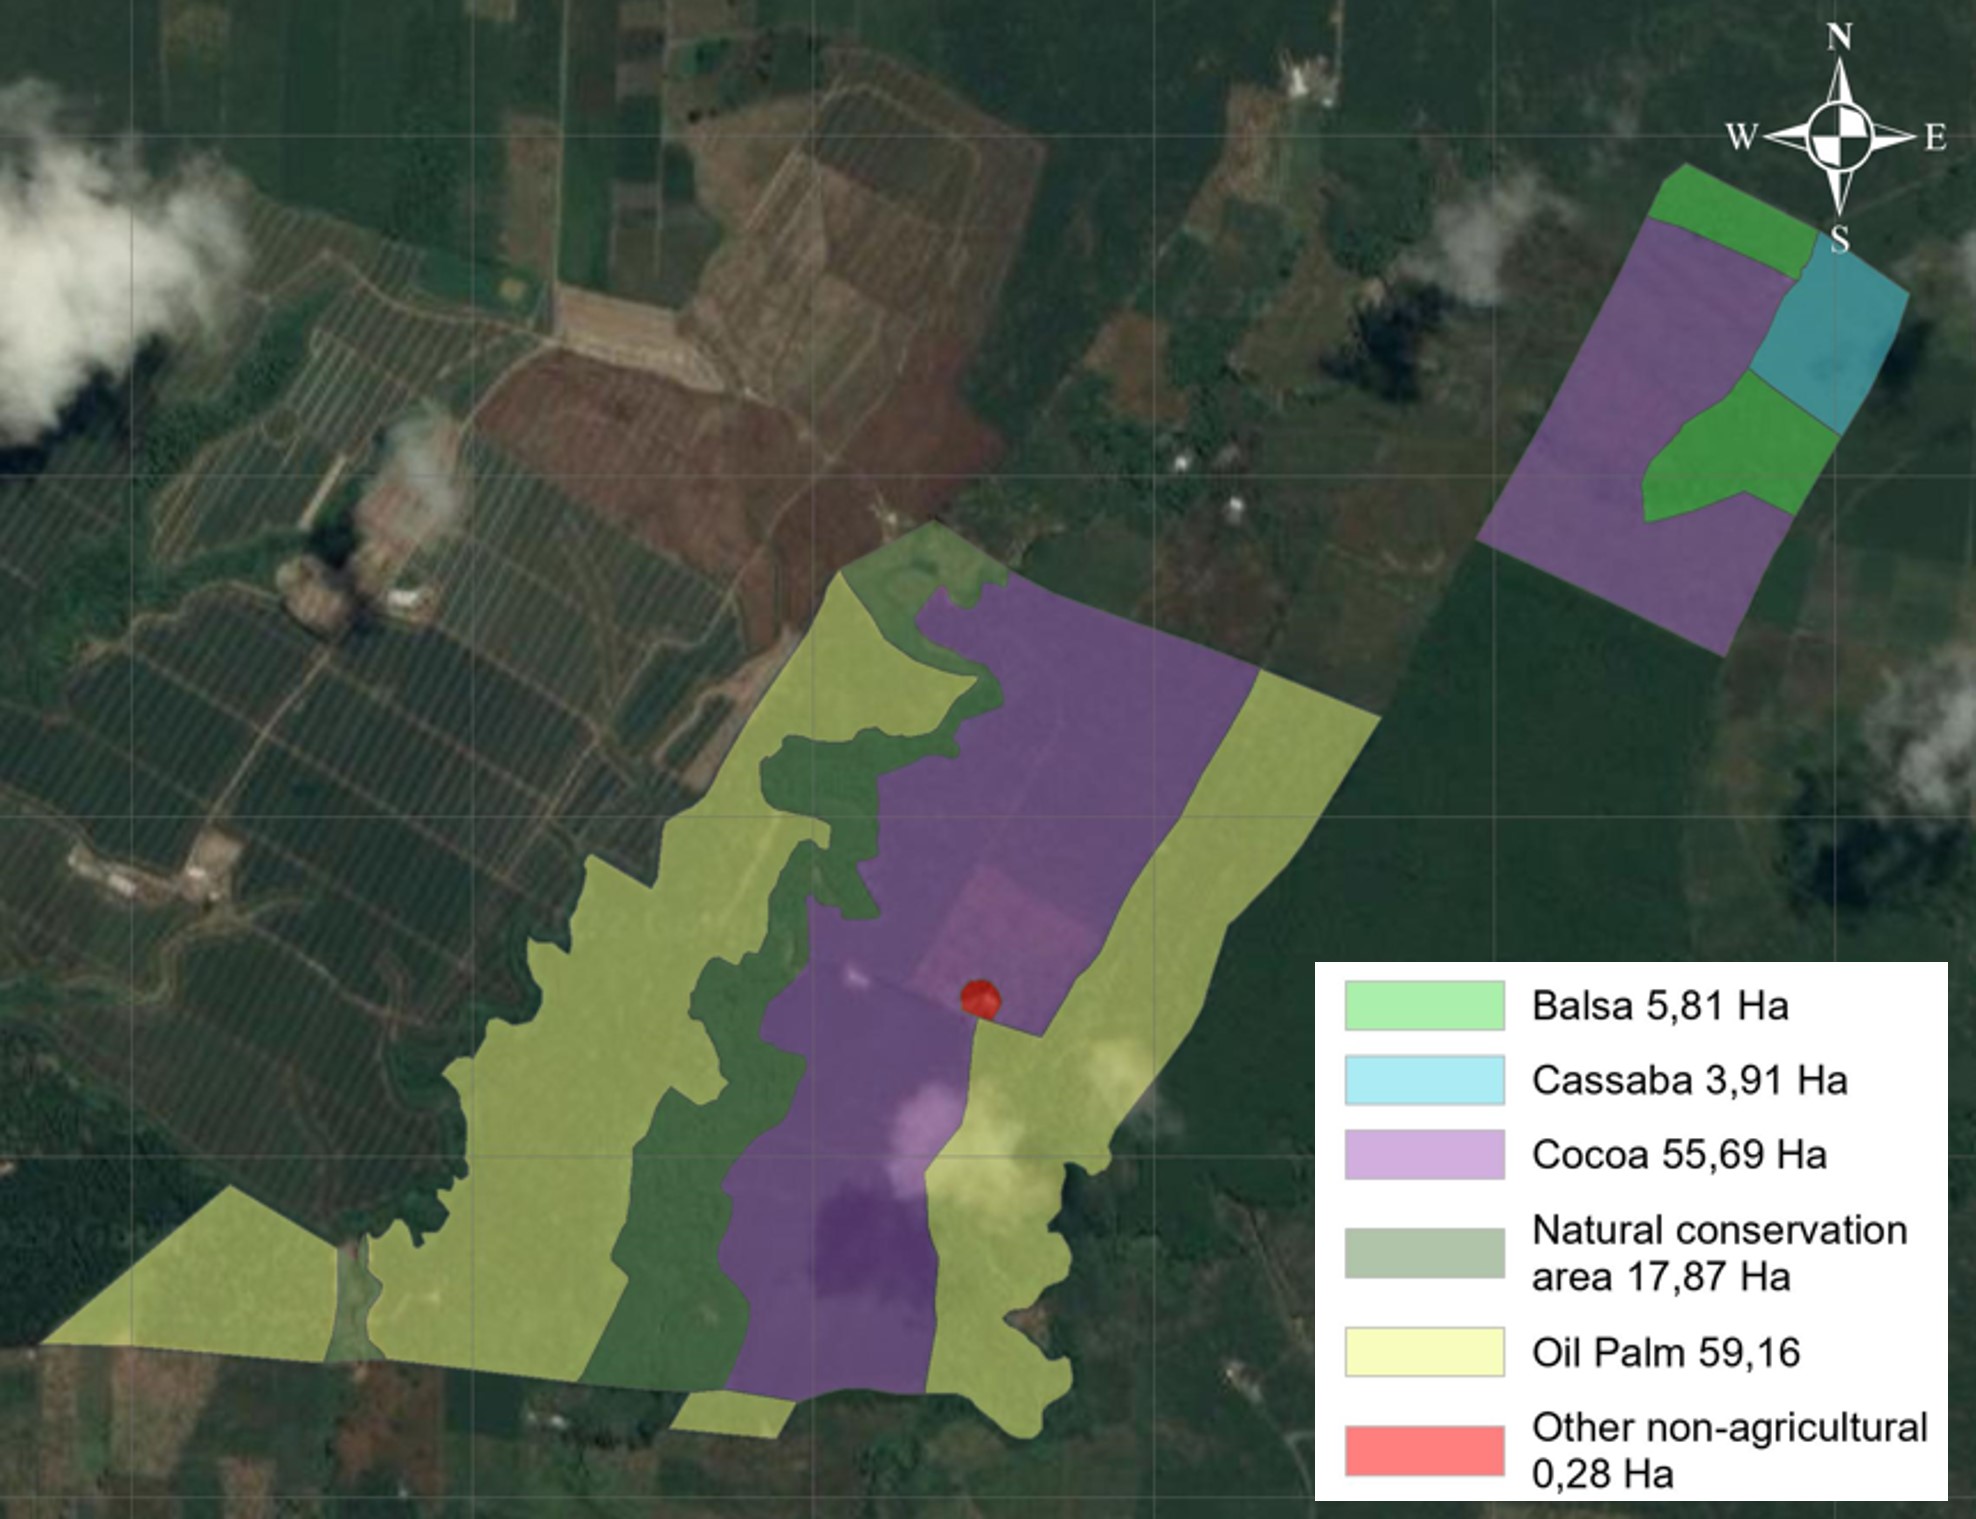 N
W E
S
Balsa 5,81 Ha
Cassaba 3,91 Ha
Cocoa 55,69 Ha
Natural conservation
area 17,87 Ha
Oil Palm 59,16
Other non-agricultural
0,28 Ha